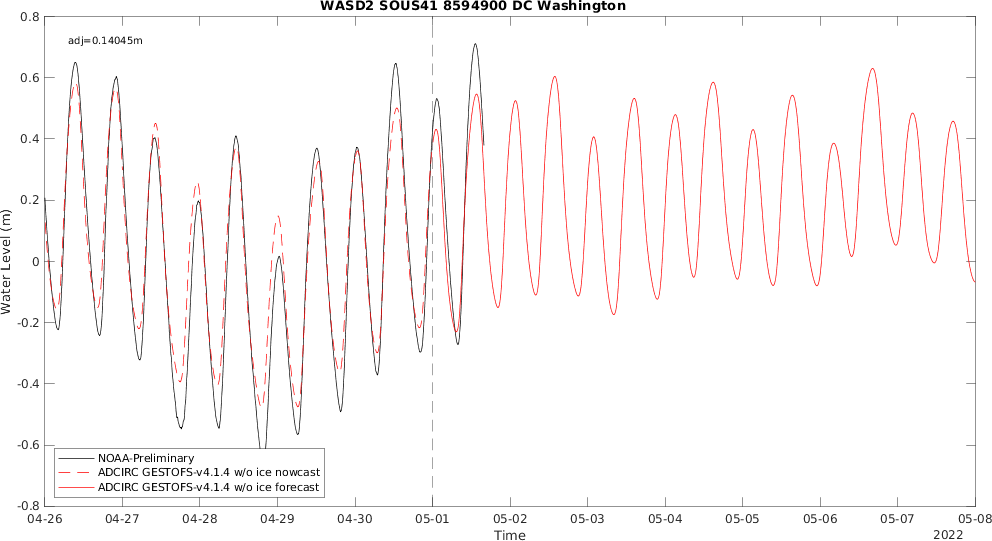 WASD2 SOUS41 8594900 DC Washington
adj=0.14045m
0.8
0.6
0.4
0.2
0
-0.2
-0.4
-0.6
-0.8
Water Level (m)
NOAA-Preliminary
ADCIRC GESTOFS-v4.1.4 w/o ice nowcast
ADCIRC GESTOFS-v4.1.4 w/o ice forecast
04-26 04-27 04-28 04-29 04-30 05-01 05-02 05-03 05-04 05-05 05-06 05-07 05-08
Time
2022